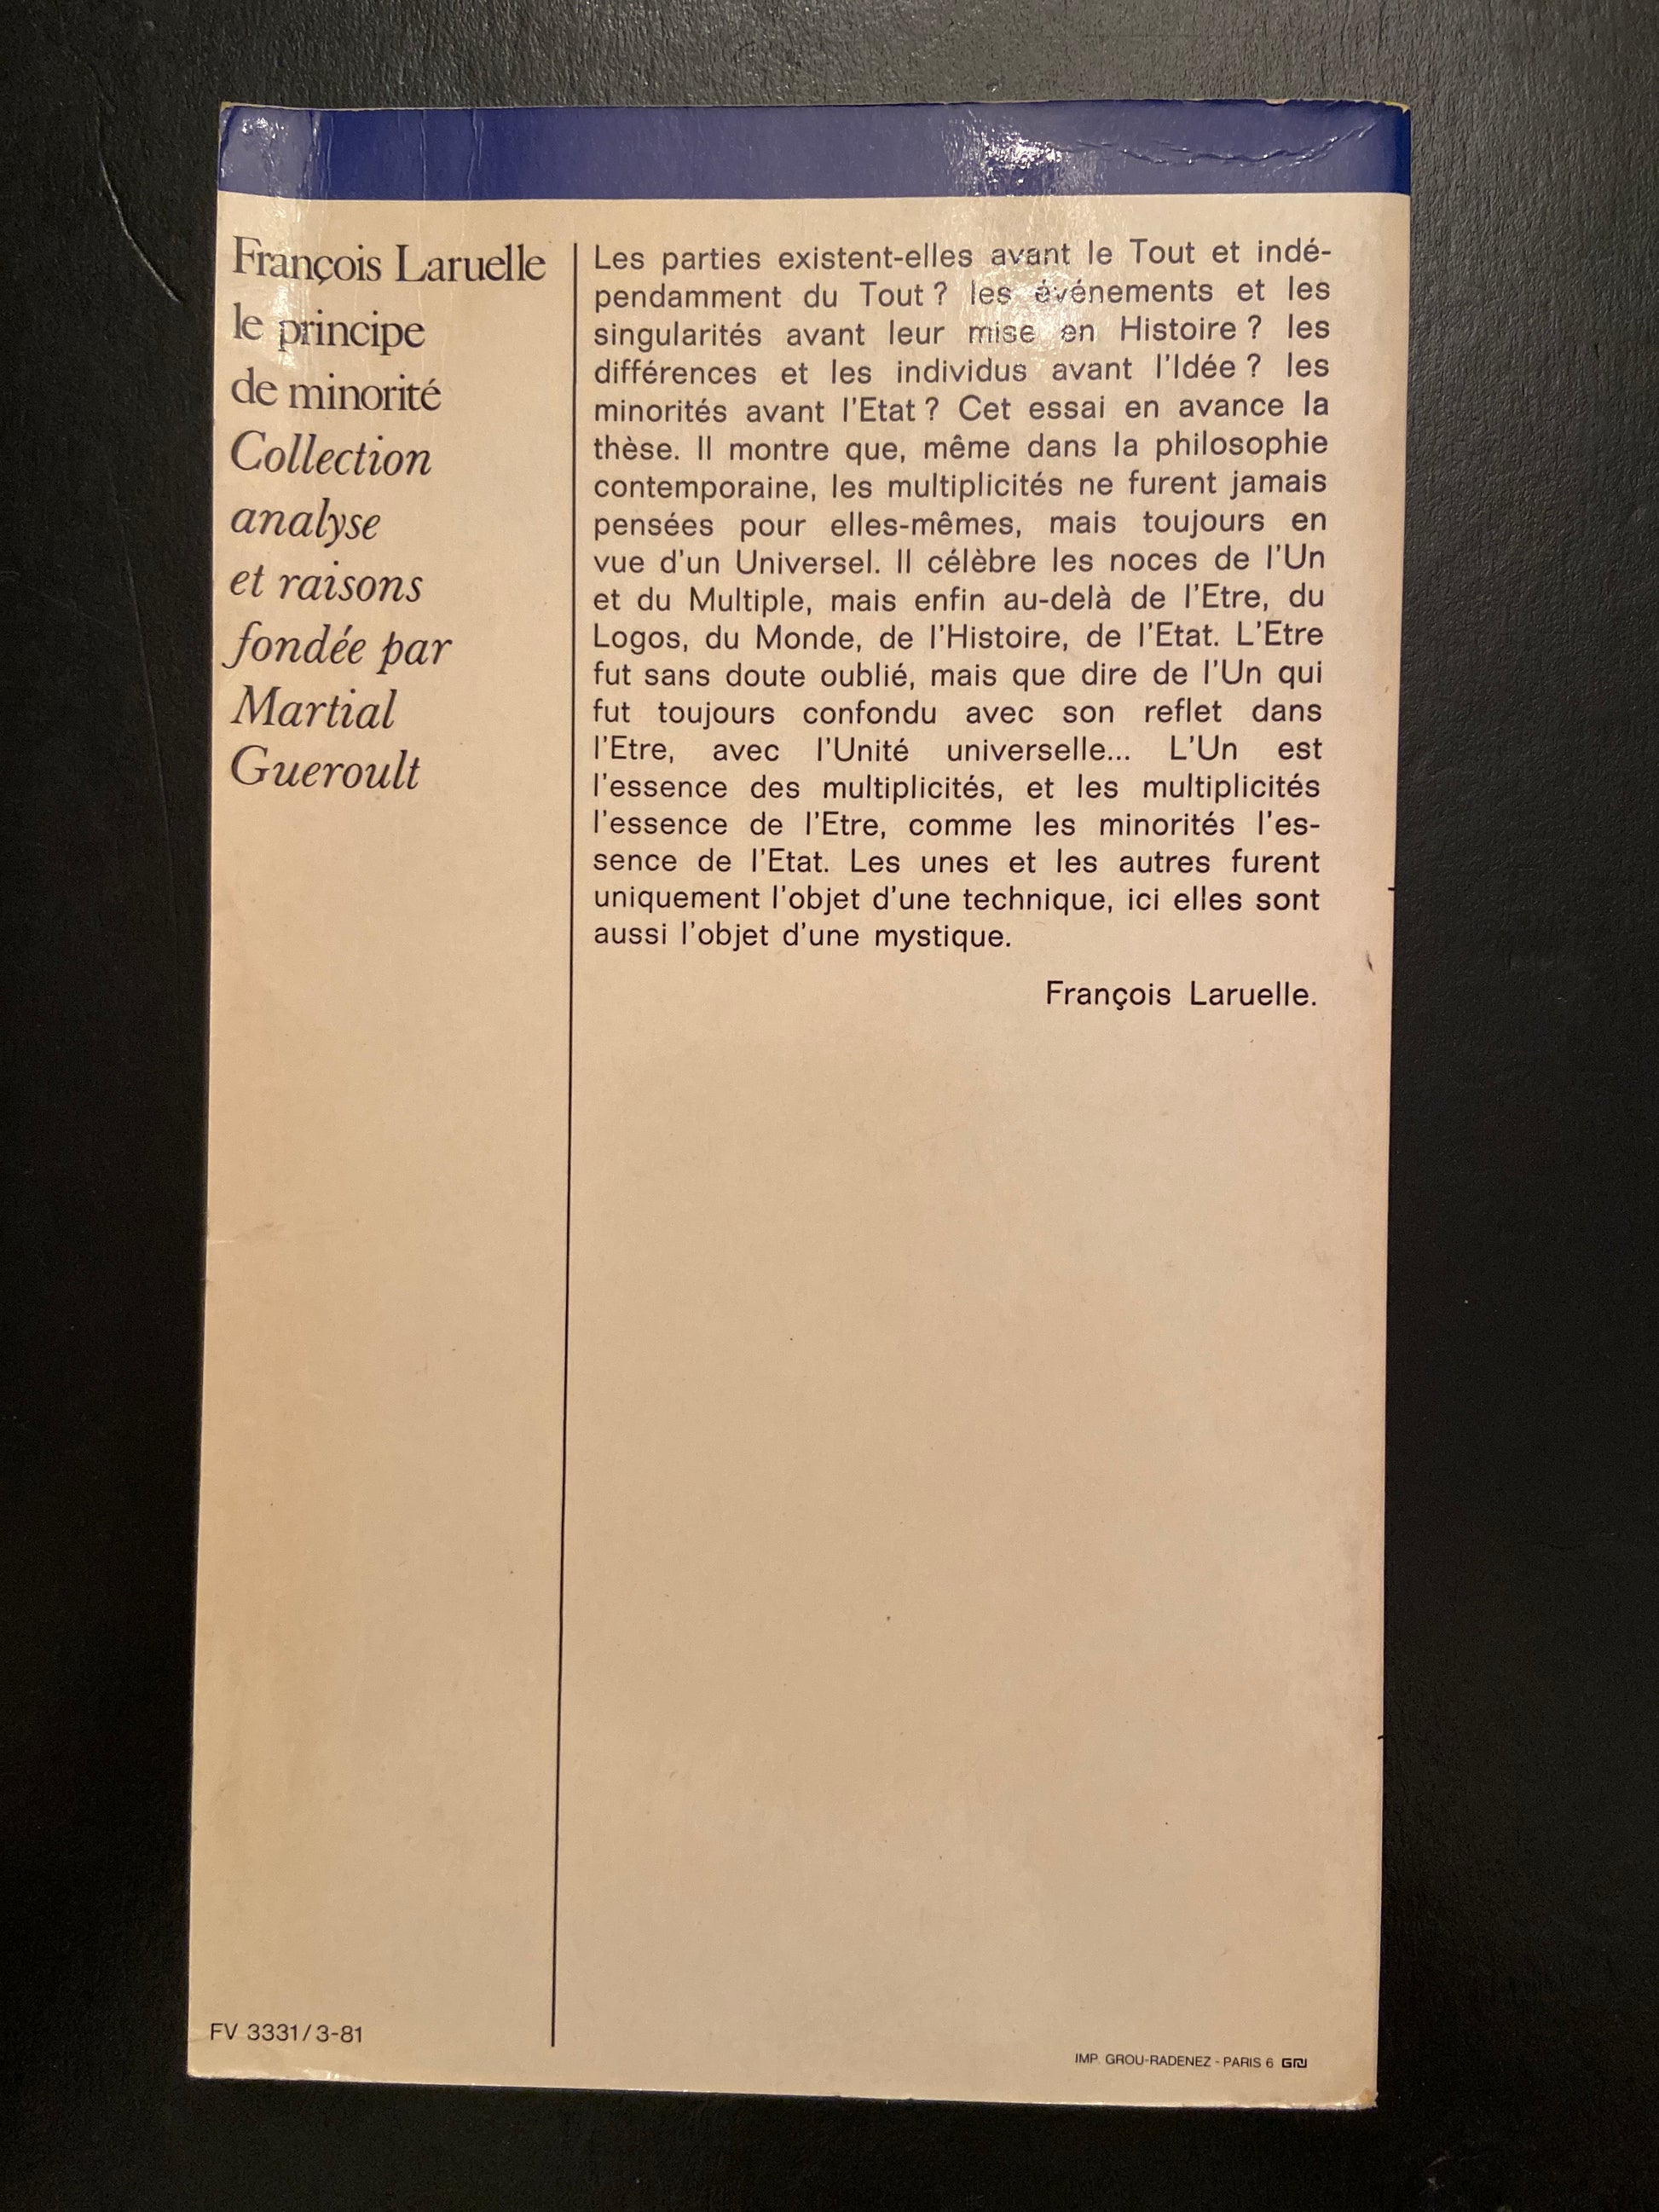 François Laruelle
le principe
de minorité
Collection
analyse
et raisons
fondée par
Martial
Gueroult
Les parties existent-elles avant le Tout et indé-
pendamment du Tout ? les événements et les
singularités avant leur mise en Histoire ? les
différences et les individus avant l'Idée ? les
minorités avant l'Etat ? Cet essai en avance la
thèse. Il montre que, même dans la philosophie
contemporaine, les multiplicités ne furent jamais
pensées pour elles-mêmes, mais toujours en
vue d'un Universel. Il célèbre les noces de l'Un
et du Multiple, mais enfin au-delà de l'Etre, du
Logos, du Monde, de l'Histoire, de l'Etat. L'Etre
fut sans doute oublié, mais que dire de l'Un qui
fut toujours confondu avec son reflet dans
l'Etre, avec l'Unité universelle... L'Un est
l'essence des multiplicités, et les multiplicités
l'essence de l'Etre, comme les minorités l'es-
sence de l'Etat. Les unes et les autres furent
uniquement l'objet d'une technique, ici elles sont
aussi l'objet d'une mystique.
François Laruelle.
FV 3331/3-81
IMP. GROU-RADENEZ - PARIS 6 GRJ